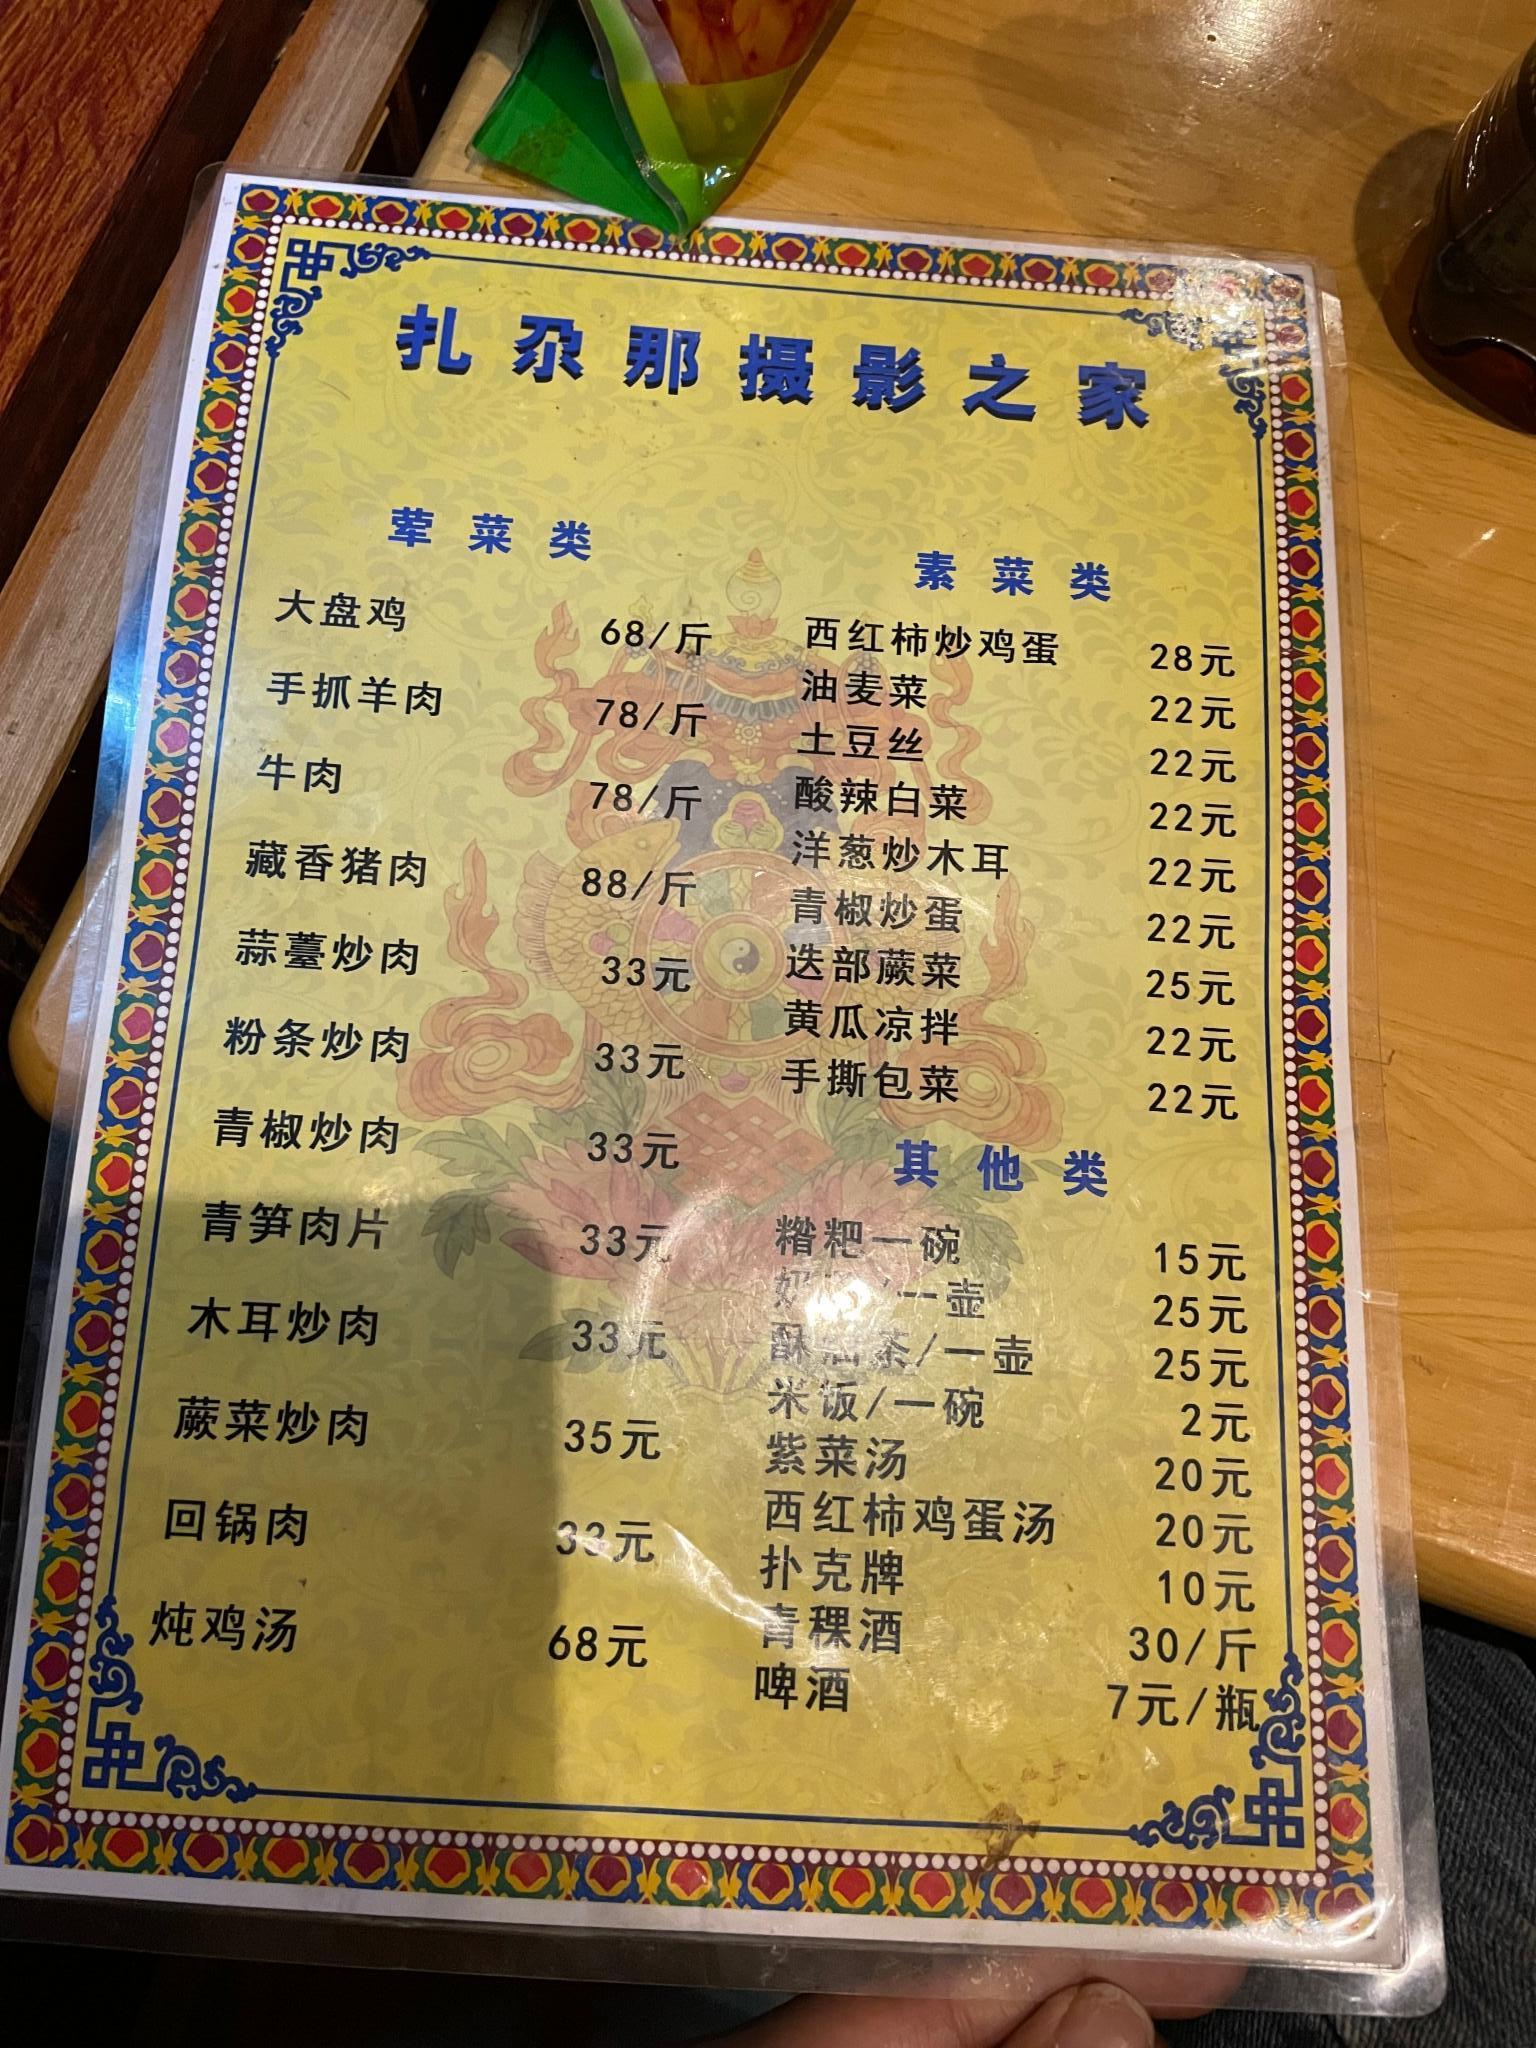 扎尕那摄影之家
荤菜类
大盘鸡 68/斤
手抓羊肉 78/斤
牛肉 78/斤
藏香猪肉 88/斤
蒜薹炒肉 33元
粉条炒肉 33元
青椒炒肉 33元
青笋肉片 33元
木耳炒肉 33元
蕨菜炒肉 35元
回锅肉 33元
炖鸡汤 68元
素菜类
西红柿炒鸡蛋 28元
油麦菜 22元
土豆丝 22元
酸辣白菜 22元
洋葱炒木耳 22元
青椒炒蛋 22元
迭部蕨菜 25元
黄瓜凉拌 22元
手撕包菜 22元
其他类
糌粑一碗 15元
奶 /一壶 25元
酥油茶/一壶 25元
米饭/一碗 2元
紫菜汤 20元
西红柿鸡蛋汤 20元
扑克牌 10元
青稞酒 30/斤
啤酒 7元/瓶